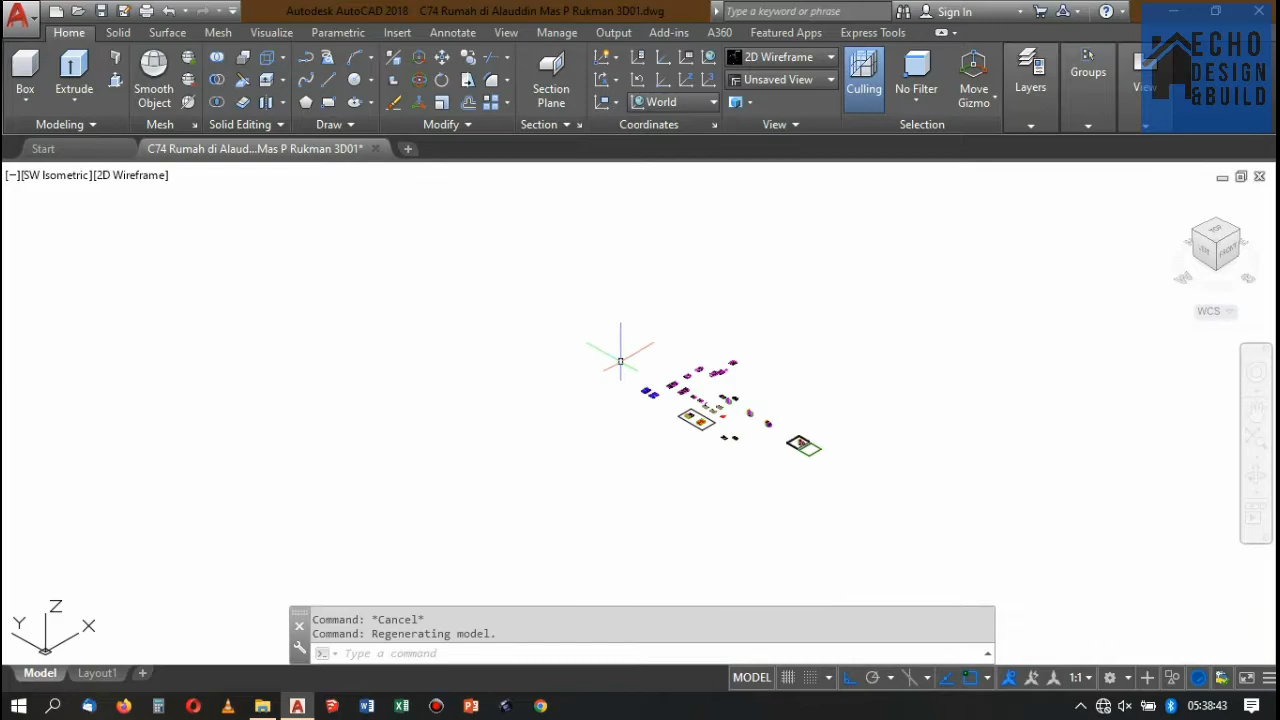 Autodesk AutoCAD 2018 C74 Rumah di Alauddin Mas P Rukman 3D01.dwg
Type a keyword or phrase
Sign In
Home Solid Surface Mesh Visualize Parametric Insert Annotate View Manage Output Add-ins A360 Featured Apps Express Tools
ECHO
DESIGN
&BUILD
2D Wireframe
Unsaved View
World
Box
Extrude
Smooth
Object
Section
Plane
Culling
No Filter
Move
Gizmo
Layers
Groups
Modeling Mesh Solid Editing Draw Modify Section Coordinates View Selection
Start
C74 Rumah di Alaud...Mas P Rukman 3D01*
[−][SW Isometric][2D Wireframe]
TOP
FRONT
WCS
Z
Y
X
Command: *Cancel*
Command: Regenerating model.
Type a command
Model
Layout1
MODEL
1:1
05:38:43